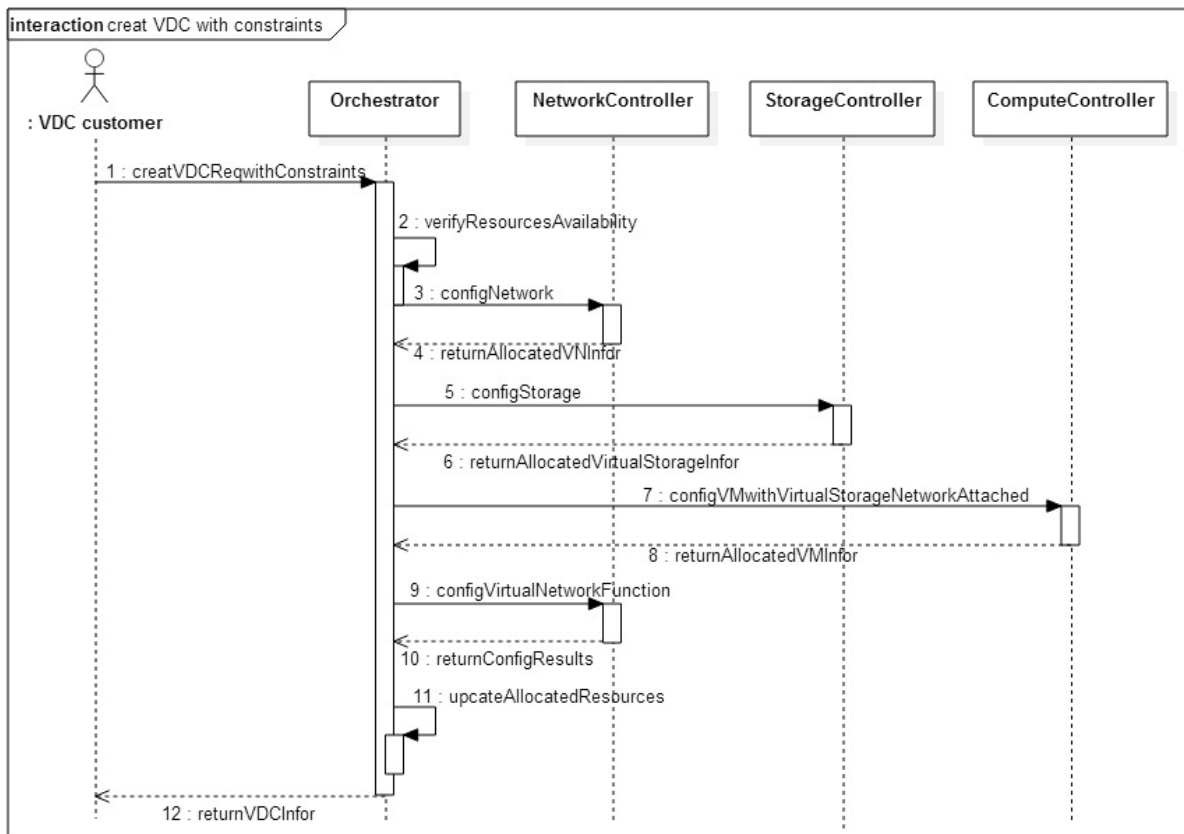 interaction creat VDC with constraints
: VDC customer
Orchestrator
NetworkController
StorageController
ComputeController
1 : creatVDCReqwithConstraints
2 : verifyResourcesAvailability
3 : configNetwork
4 : returnAllocatedVNInfor
5 : configStorage
6 : returnAllocatedVirtualStorageInfor
7 : configVMwithVirtualStorageNetworkAttached
8 : returnAllocatedVMInfor
9 : configVirtualNetworkFunction
10 : returnConfigResults
11 : upcateAllocatedResources
12 : returnVDCInfor